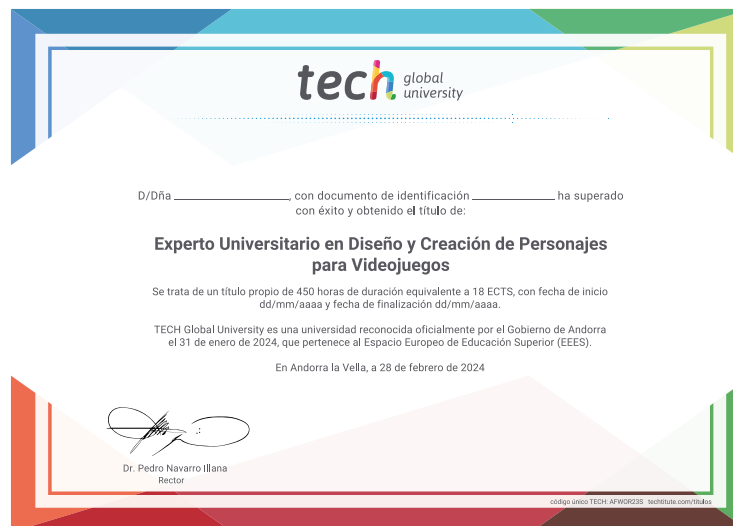 tech global
university
D/Dña ____________________, con documento de identificación ______________ ha superado
con éxito y obtenido el título de:
Experto Universitario en Diseño y Creación de Personajes
para Videojuegos
Se trata de un título propio de 450 horas de duración equivalente a 18 ECTS, con fecha de inicio
dd/mm/aaaa y fecha de finalización dd/mm/aaaa.
TECH Global University es una universidad reconocida oficialmente por el Gobierno de Andorra
el 31 de enero de 2024, que pertenece al Espacio Europeo de Educación Superior (EEES).
En Andorra la Vella, a 28 de febrero de 2024
Dr. Pedro Navarro Illana
Rector
código único TECH: AFWOR23S techtitute.com/titulos